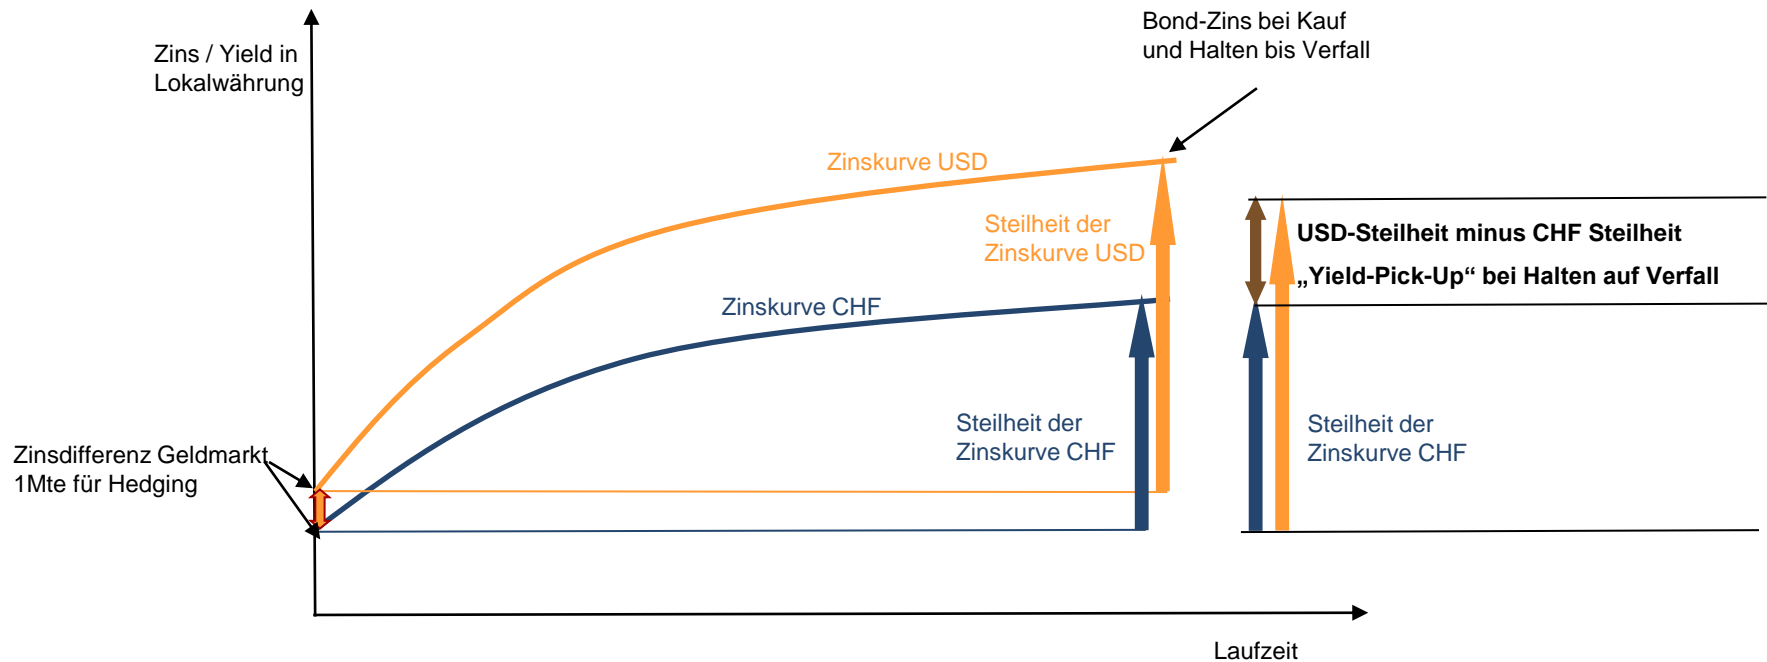 Zins / Yield in
Lokalwährung
Bond-Zins bei Kauf
und Halten bis Verfall
Zinskurve USD
Steilheit der
Zinskurve USD
USD-Steilheit minus CHF Steilheit
„Yield-Pick-Up“ bei Halten auf Verfall
Zinskurve CHF
Steilheit der
Zinskurve CHF
Steilheit der
Zinskurve CHF
Zinsdifferenz Geldmarkt
1Mte für Hedging
Laufzeit